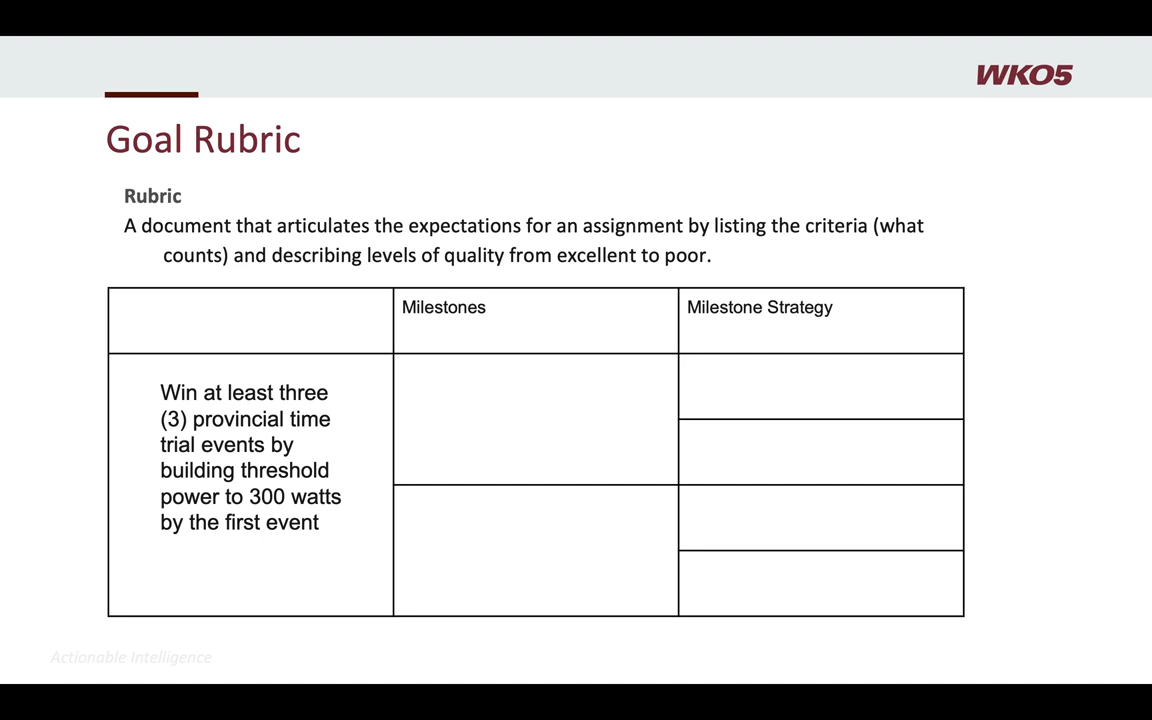 WKO5
Goal Rubric
Rubric
A document that articulates the expectations for an assignment by listing the criteria (what
counts) and describing levels of quality from excellent to poor.
Milestones
Milestone Strategy
Win at least three
(3) provincial time
trial events by
building threshold
power to 300 watts
by the first event
Actionable Intelligence